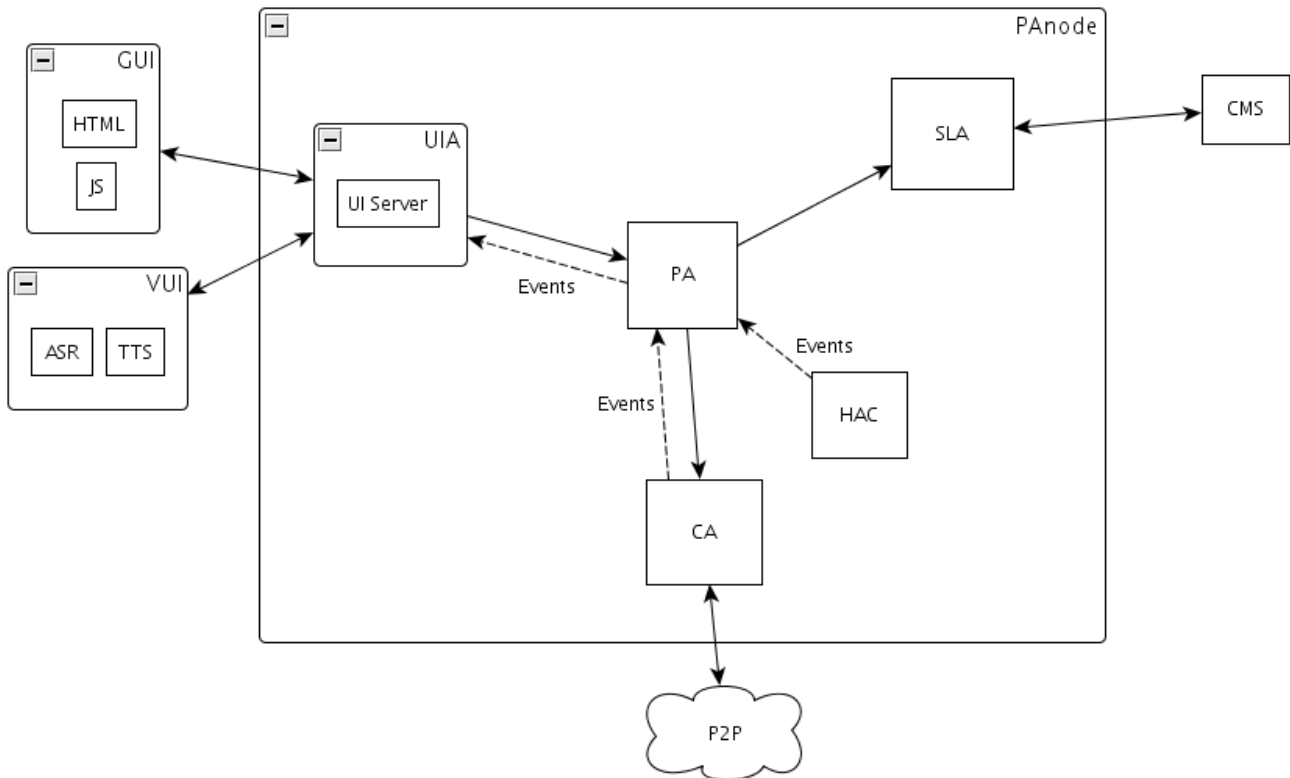 PAnode
GUI
HTML
JS
UIA
UI Server
SLA
CMS
VUI
ASR
TTS
PA
Events
Events
Events
HAC
CA
P2P